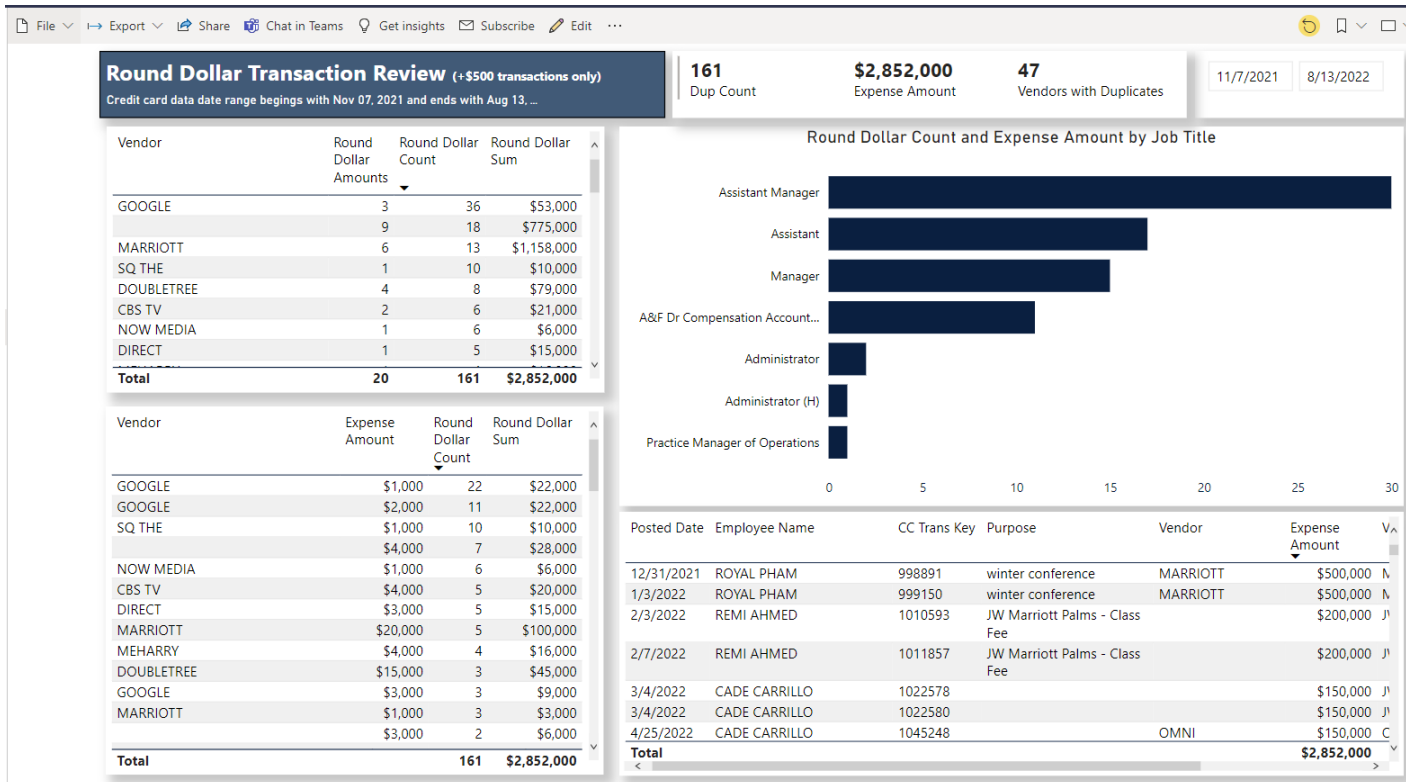 File Export Share Chat in Teams Get insights Subscribe Edit ...
Round Dollar Transaction Review (+$500 transactions only)
Credit card data date range begings with Nov 07, 2021 and ends with Aug 13, ...
161 $2,852,000 47
Dup Count Expense Amount Vendors with Duplicates
11/7/2021 8/13/2022
Vendor Round Dollar Amounts Round Dollar Count Round Dollar Sum
GOOGLE 3 36 $53,000
9 18 $775,000
MARRIOTT 6 13 $1,158,000
SQ THE 1 10 $10,000
DOUBLETREE 4 8 $79,000
CBS TV 2 6 $21,000
NOW MEDIA 1 6 $6,000
DIRECT 1 5 $15,000
Total 20 161 $2,852,000
Vendor Expense Amount Round Dollar Count Round Dollar Sum
GOOGLE $1,000 22 $22,000
GOOGLE $2,000 11 $22,000
SQ THE $1,000 10 $10,000
$4,000 7 $28,000
NOW MEDIA $1,000 6 $6,000
CBS TV $4,000 5 $20,000
DIRECT $3,000 5 $15,000
MARRIOTT $20,000 5 $100,000
MEHARRY $4,000 4 $16,000
DOUBLETREE $15,000 3 $45,000
GOOGLE $3,000 3 $9,000
MARRIOTT $1,000 3 $3,000
$3,000 2 $6,000
Total 161 $2,852,000
Round Dollar Count and Expense Amount by Job Title
Assistant Manager
Assistant
Manager
A&F Dr Compensation Account...
Administrator
Administrator (H)
Practice Manager of Operations
0 5 10 15 20 25 30
Posted Date Employee Name CC Trans Key Purpose Vendor Expense Amount
12/31/2021 ROYAL PHAM 998891 winter conference MARRIOTT $500,000
1/3/2022 ROYAL PHAM 999150 winter conference MARRIOTT $500,000
2/3/2022 REMI AHMED 1010593 JW Marriott Palms - Class Fee $200,000
2/7/2022 REMI AHMED 1011857 JW Marriott Palms - Class Fee $200,000
3/4/2022 CADE CARRILLO 1022578 $150,000
3/4/2022 CADE CARRILLO 1022580 $150,000
4/25/2022 CADE CARRILLO 1045248 OMNI $150,000
Total $2,852,000